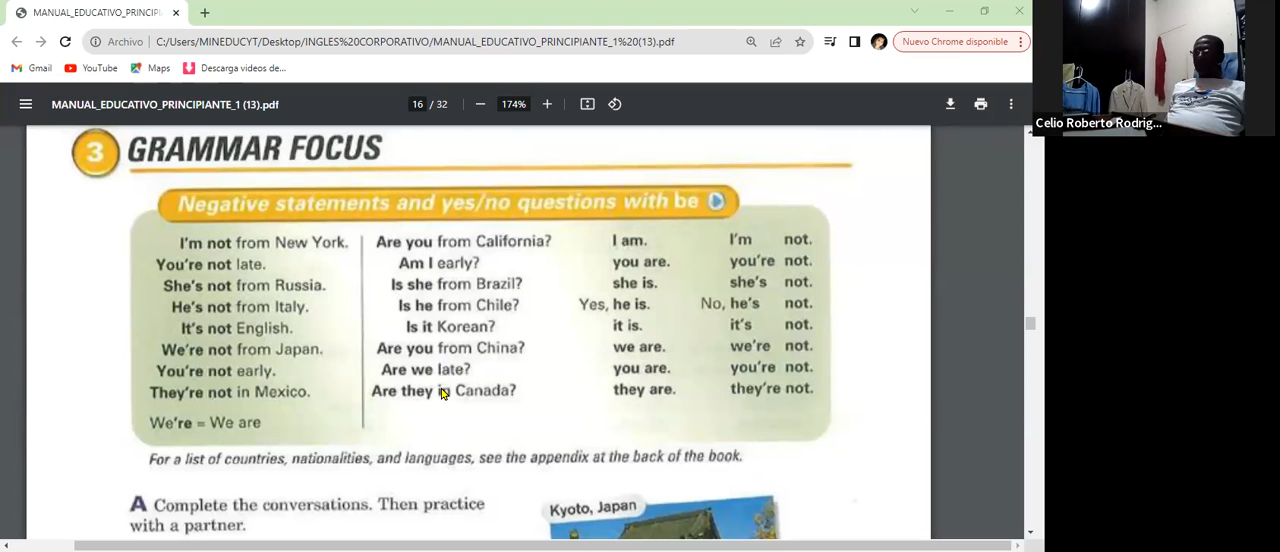 MANUAL_EDUCATIVO_PRINCIPI
Archivo C:/Users/MINEDUCYT/Desktop/INGLES%20CORPORATIVO/MANUAL_EDUCATIVO_PRINCIPIANTE_1%20(13).pdf
Nuevo Chrome disponible
Gmail YouTube Maps Descarga videos de...
MANUAL_EDUCATIVO_PRINCIPIANTE_1 (13).pdf 16 / 32 174%
Celio Roberto Rodrig...
3 GRAMMAR FOCUS
Negative statements and yes/no questions with be
I'm not from New York. Are you from California? I am. I'm not.
You're not late. Am I early? you are. you're not.
She's not from Russia. Is she from Brazil? she is. she's not.
He's not from Italy. Is he from Chile? Yes, he is. No, he's not.
It's not English. Is it Korean? it is. it's not.
We're not from Japan. Are you from China? we are. we're not.
You're not early. Are we late? you are. you're not.
They're not in Mexico. Are they in Canada? they are. they're not.
We're = We are
For a list of countries, nationalities, and languages, see the appendix at the back of the book.
A Complete the conversations. Then practice
with a partner.
Kyoto, Japan